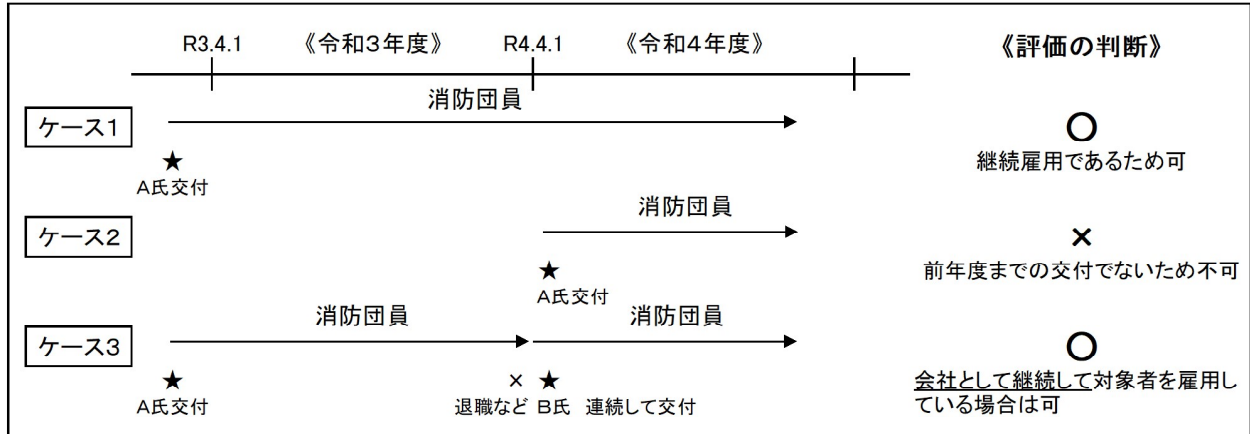 R3.4.1 《令和3年度》 R4.4.1 《令和4年度》 《評価の判断》
ケース1 消防団員 ○
★ 継続雇用であるため可
A氏交付
ケース2 消防団員 ×
★ 前年度までの交付でないため不可
A氏交付
ケース3 消防団員 消防団員 ○
★ × ★ 会社として継続して対象者を雇用し
A氏交付 退職など B氏 連続して交付 ている場合は可